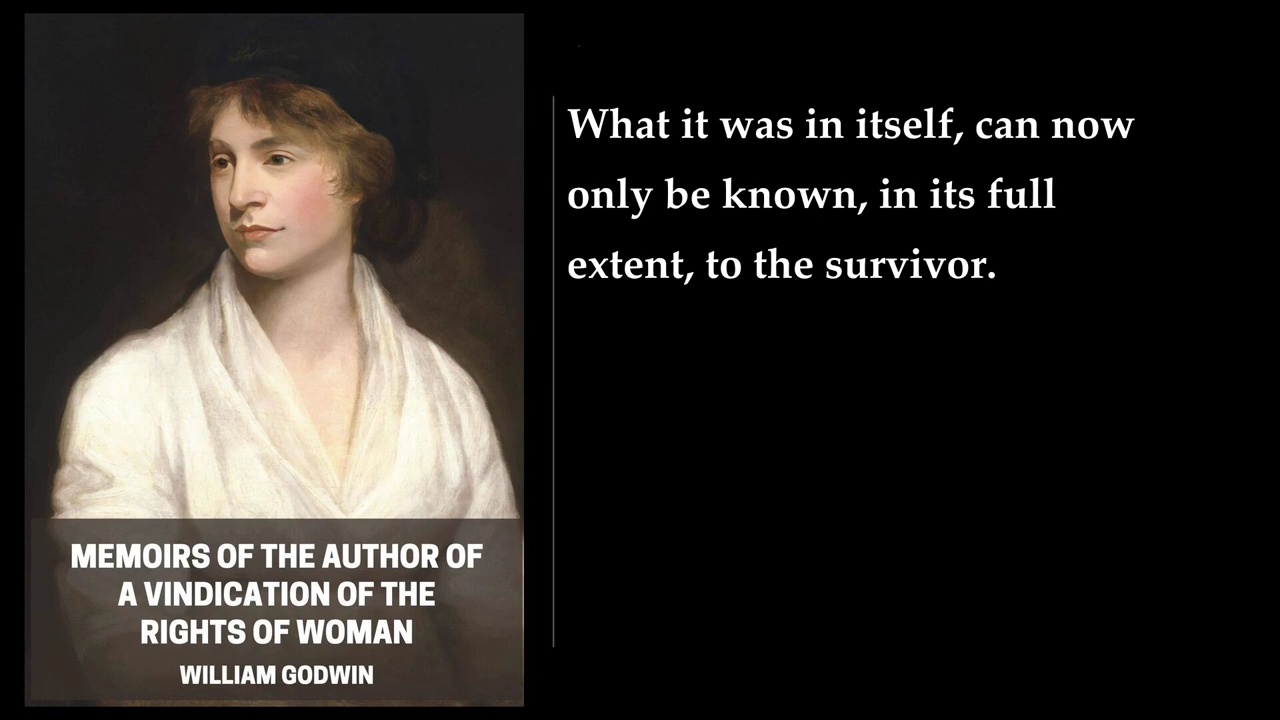 What it was in itself, can now
only be known, in its full
extent, to the survivor.
MEMOIRS OF THE AUTHOR OF
A VINDICATION OF THE
RIGHTS OF WOMAN
WILLIAM GODWIN